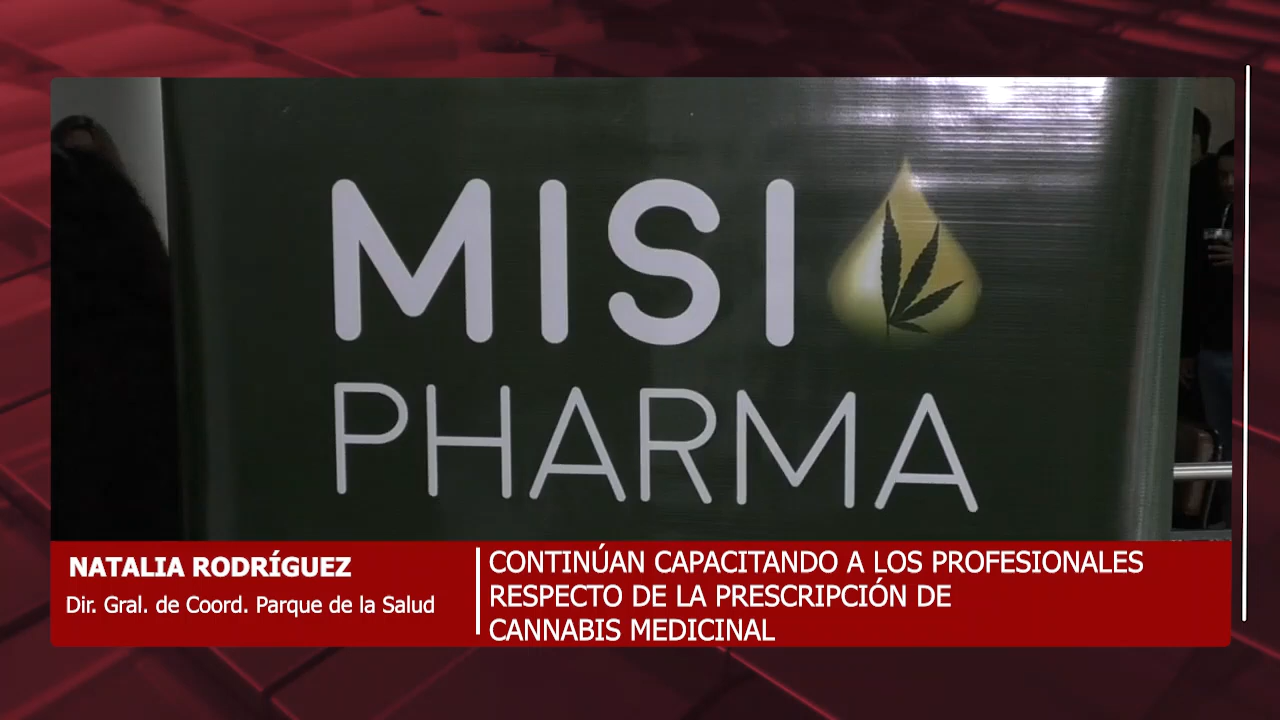 MISI
PHARMA
NATALIA RODRÍGUEZ
Dir. Gral. de Coord. Parque de la Salud
CONTINÚAN CAPACITANDO A LOS PROFESIONALES
RESPECTO DE LA PRESCRIPCIÓN DE
CANNABIS MEDICINAL